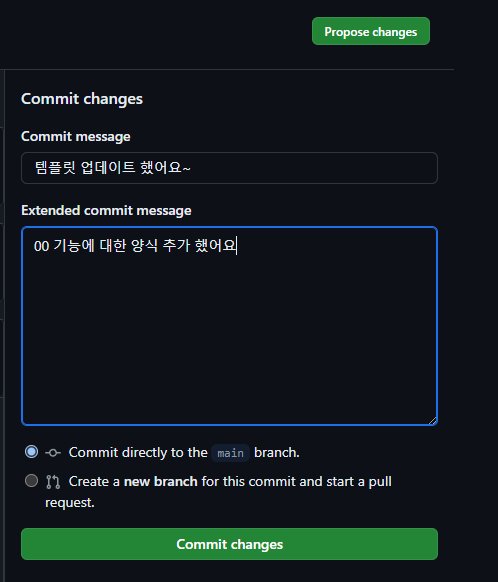 Propose changes
Commit changes
Commit message
템플릿 업데이트 했어요~
Extended commit message
00 기능에 대한 양식 추가 했어요
Commit directly to the main branch.
Create a new branch for this commit and start a pull
request.
Commit changes